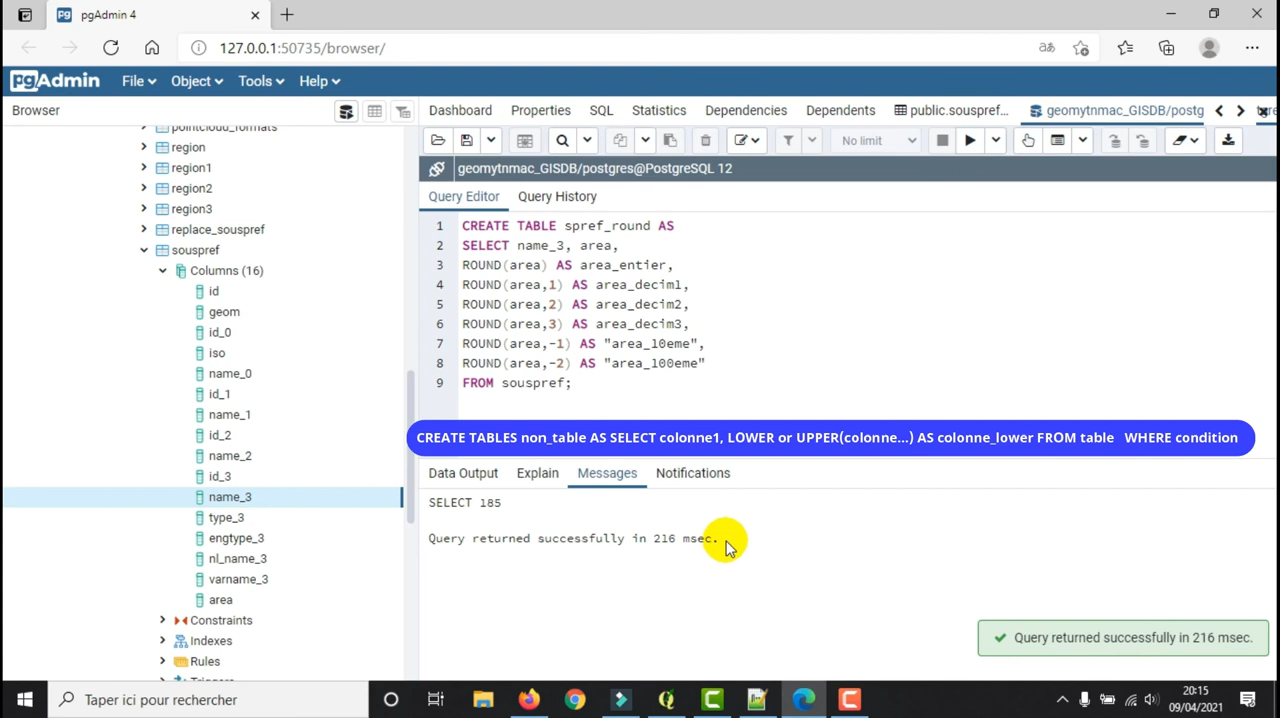 pgAdmin 4
127.0.0.1:50735/browser/
pgAdmin File Object Tools Help
Browser
Dashboard Properties SQL Statistics Dependencies Dependents public.souspref... geomytnmac_GISDB/postg
pointcloud_formats
region
region1
region2
region3
replace_souspref
souspref
Columns (16)
id
geom
id_0
iso
name_0
id_1
name_1
id_2
name_2
id_3
name_3
type_3
engtype_3
nl_name_3
varname_3
area
Constraints
Indexes
Rules
No limit
geomytnmac_GISDB/postgres@PostgreSQL 12
Query Editor Query History
1 CREATE TABLE spref_round AS
2 SELECT name_3, area,
3 ROUND(area) AS area_entier,
4 ROUND(area,1) AS area_decim1,
5 ROUND(area,2) AS area_decim2,
6 ROUND(area,3) AS area_decim3,
7 ROUND(area,-1) AS "area_10eme",
8 ROUND(area,-2) AS "area_100eme"
9 FROM souspref;
CREATE TABLES non_table AS SELECT colonne1, LOWER or UPPER(colonne...) AS colonne_lower FROM table WHERE condition
Data Output Explain Messages Notifications
SELECT 185
Query returned successfully in 216 msec.
Query returned successfully in 216 msec.
Taper ici pour rechercher
20:15
09/04/2021